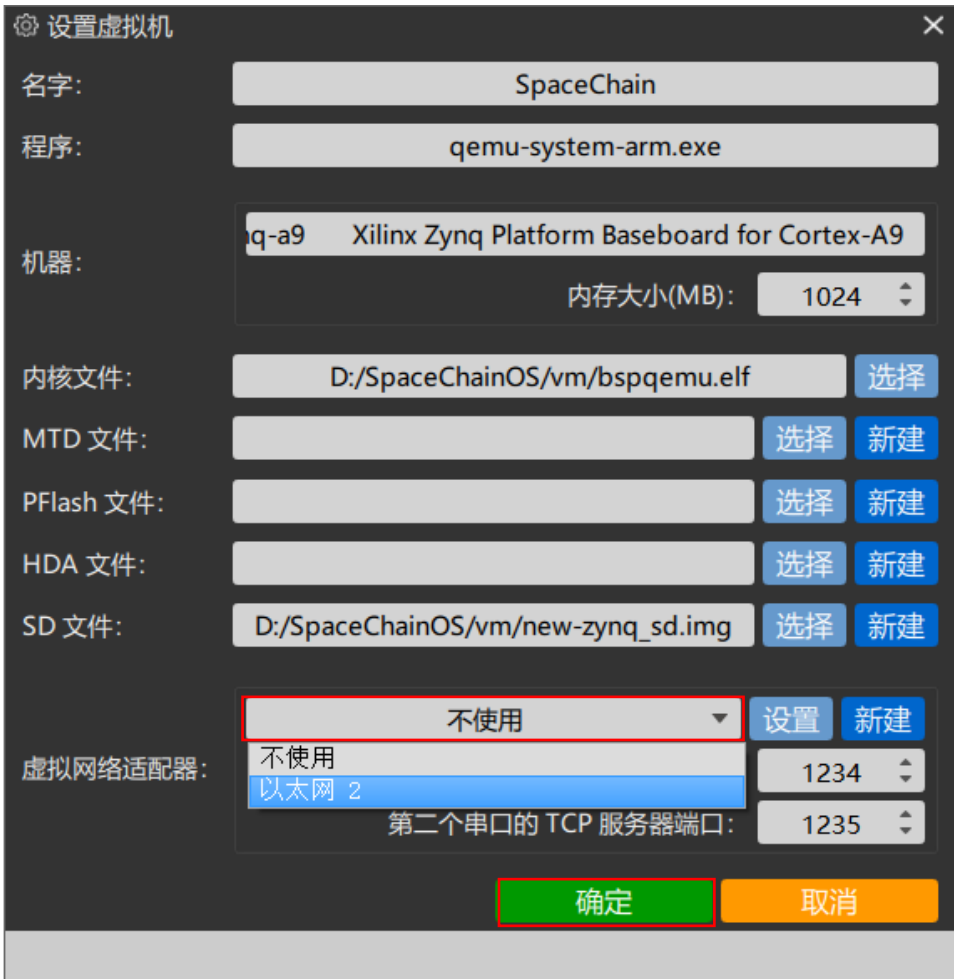 设置虚拟机
名字: SpaceChain
程序: qemu-system-arm.exe
机器: nq-a9 Xilinx Zynq Platform Baseboard for Cortex-A9
内存大小(MB): 1024
内核文件: D:/SpaceChainOS/vm/bspqemu.elf 选择
MTD 文件: 选择 新建
PFlash 文件: 选择 新建
HDA 文件: 选择 新建
SD 文件: D:/SpaceChainOS/vm/new-zynq_sd.img 选择 新建
不使用 设置 新建
不使用
虚拟网络适配器: 1234
以太网 2
第二个串口的 TCP 服务器端口: 1235
确定 取消